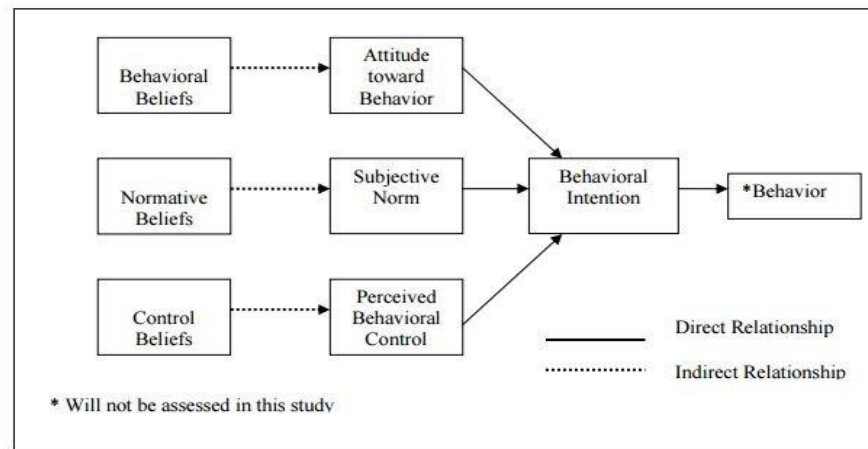 Behavioral
Beliefs
Attitude
toward
Behavior
Normative
Beliefs
Subjective
Norm
Behavioral
Intention
*Behavior
Control
Beliefs
Perceived
Behavioral
Control
Direct Relationship
Indirect Relationship
* Will not be assessed in this study